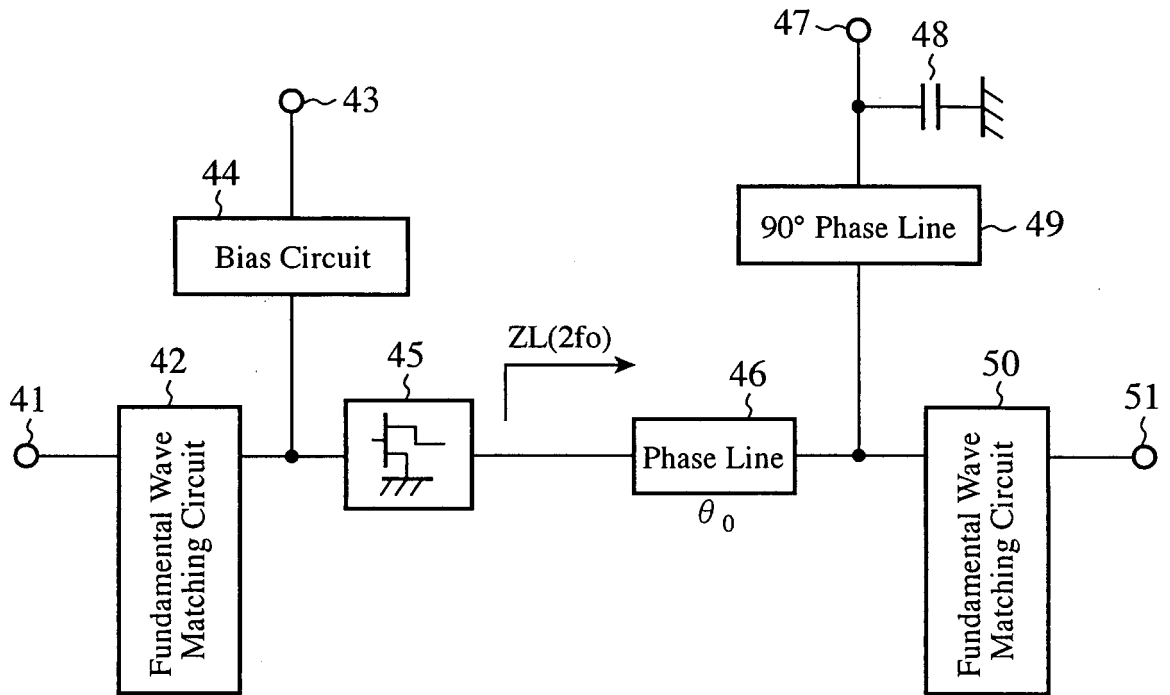 47
48
43
44
Bias Circuit
90° Phase Line
49
ZL(2fo)
41
42
45
46
50
51
Fundamental Wave
Matching Circuit
Phase Line
θ0
Fundamental Wave
Matching Circuit